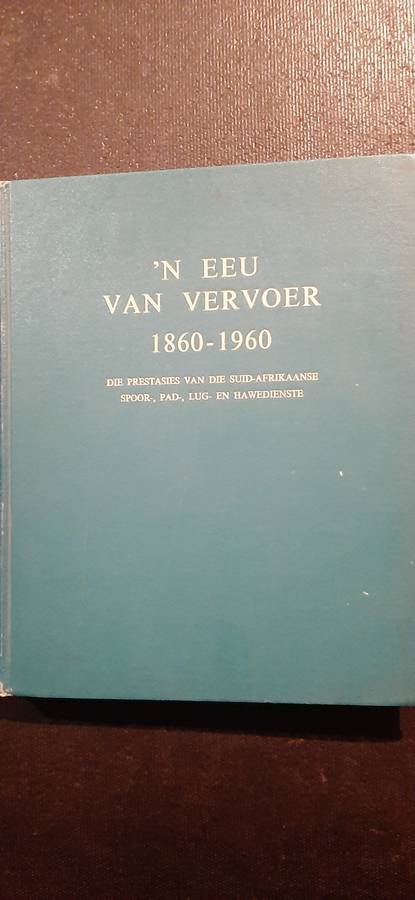 'N EEU
VAN VERVOER
1860-1960
DIE PRESTASIES VAN DIE SUID-AFRIKAANSE
SPOOR-, PAD-, LUG- EN HAWEDIENSTE